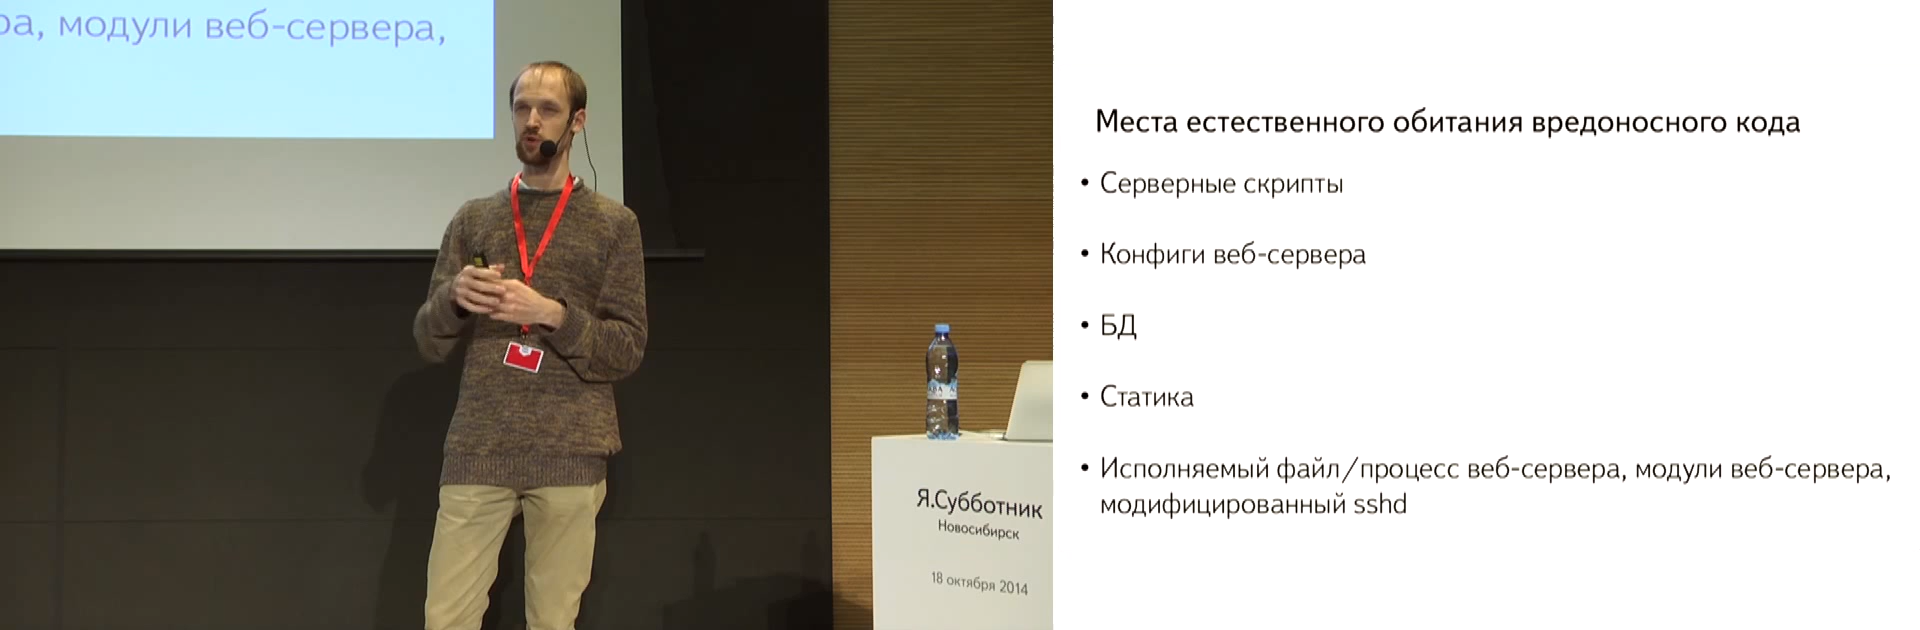 ра, модули веб-сервера,
Я.Субботник
Новосибирск
18 октября 2014
Места естественного обитания вредоносного кода
• Серверные скрипты
• Конфиги веб-сервера
• БД
• Статика
• Исполняемый файл/процесс веб-сервера, модули веб-сервера,
модифицированный sshd